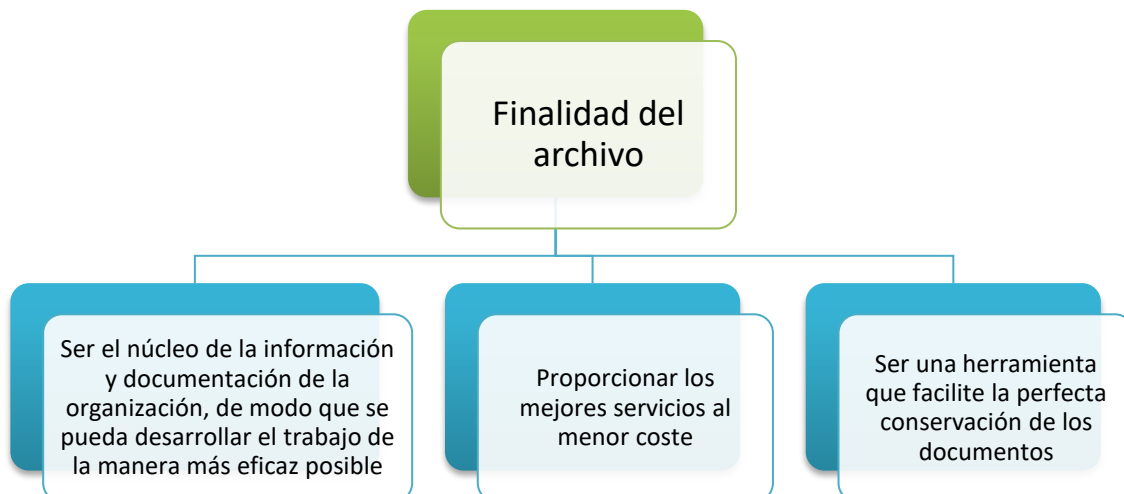 Finalidad del
archivo
Ser el núcleo de la información
y documentación de la
organización, de modo que se
pueda desarrollar el trabajo de
la manera más eficaz posible
Proporcionar los
mejores servicios al
menor coste
Ser una herramienta
que facilite la perfecta
conservación de los
documentos